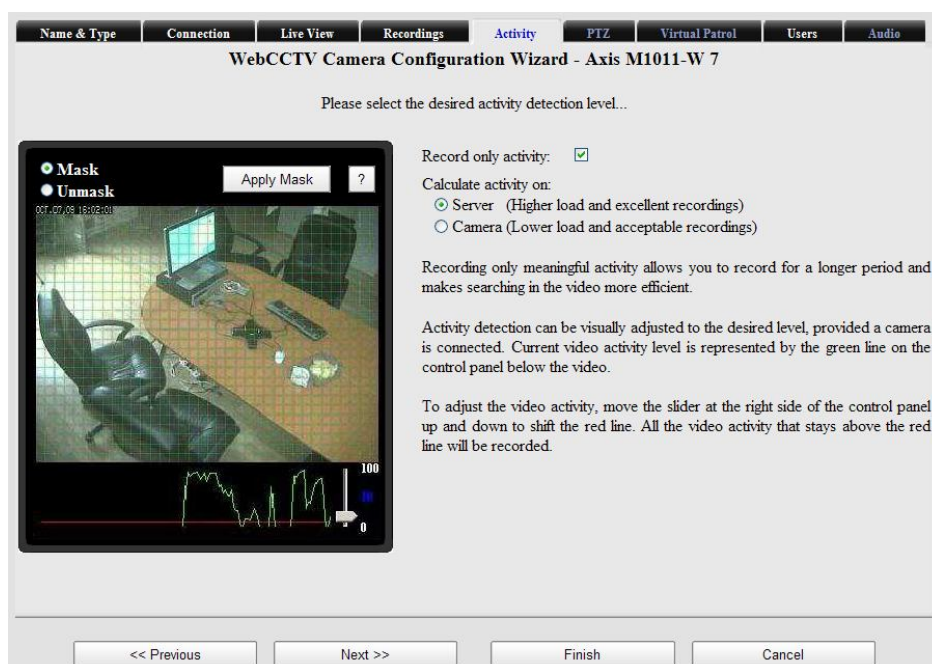 Name & Type Connection Live View Recordings Activity PTZ Virtual Patrol Users Audio
WebCCTV Camera Configuration Wizard - Axis M1011-W 7
Please select the desired activity detection level...
Mask
Unmask
Apply Mask ?
OCT.07,09 16:02:01
Record only activity:
Calculate activity on:
Server (Higher load and excellent recordings)
Camera (Lower load and acceptable recordings)
Recording only meaningful activity allows you to record for a longer period and
makes searching in the video more efficient.
Activity detection can be visually adjusted to the desired level, provided a camera
is connected. Current video activity level is represented by the green line on the
control panel below the video.
To adjust the video activity, move the slider at the right side of the control panel
up and down to shift the red line. All the video activity that stays above the red
line will be recorded.
100
10
0
<< Previous Next >> Finish Cancel